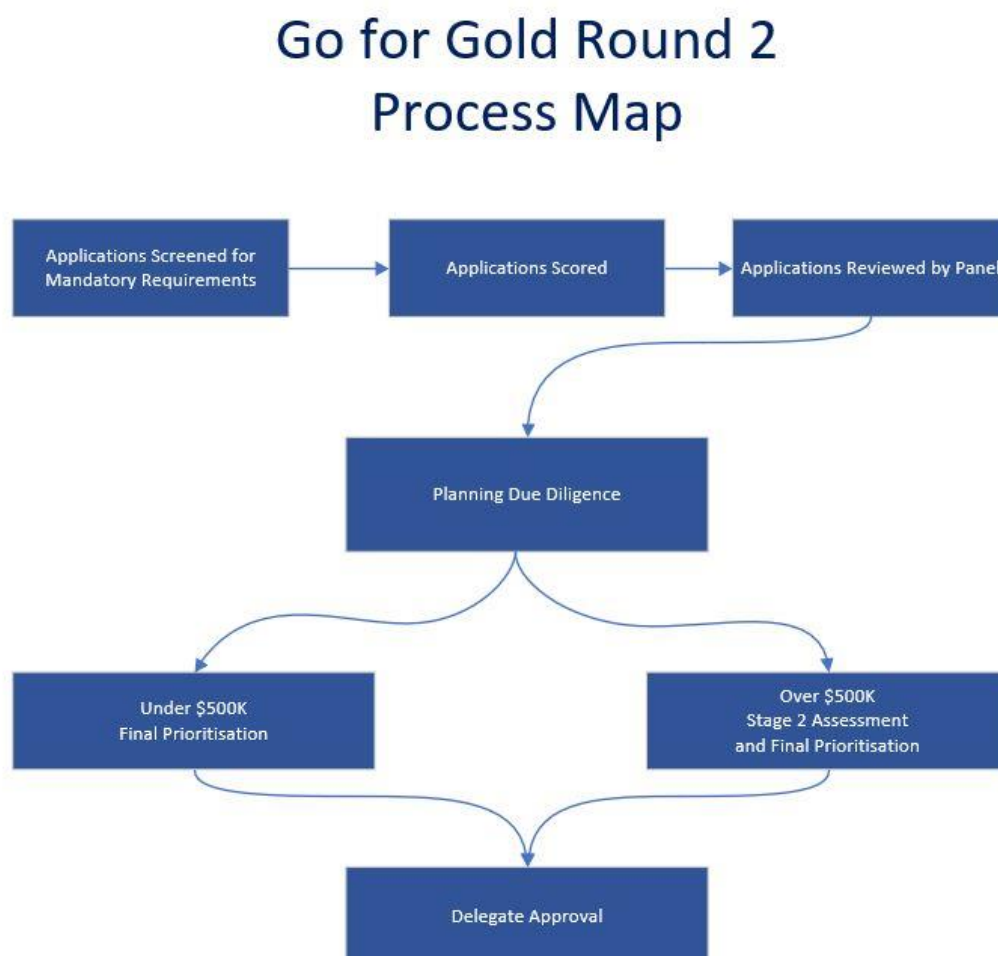 Go for Gold Round 2
Process Map
Applications Screened for
Mandatory Requirements
Applications Scored
Applications Reviewed by Panel
Planning Due Diligence
Under $500K
Final Prioritisation
Over $500K
Stage 2 Assessment
and Final Prioritisation
Delegate Approval